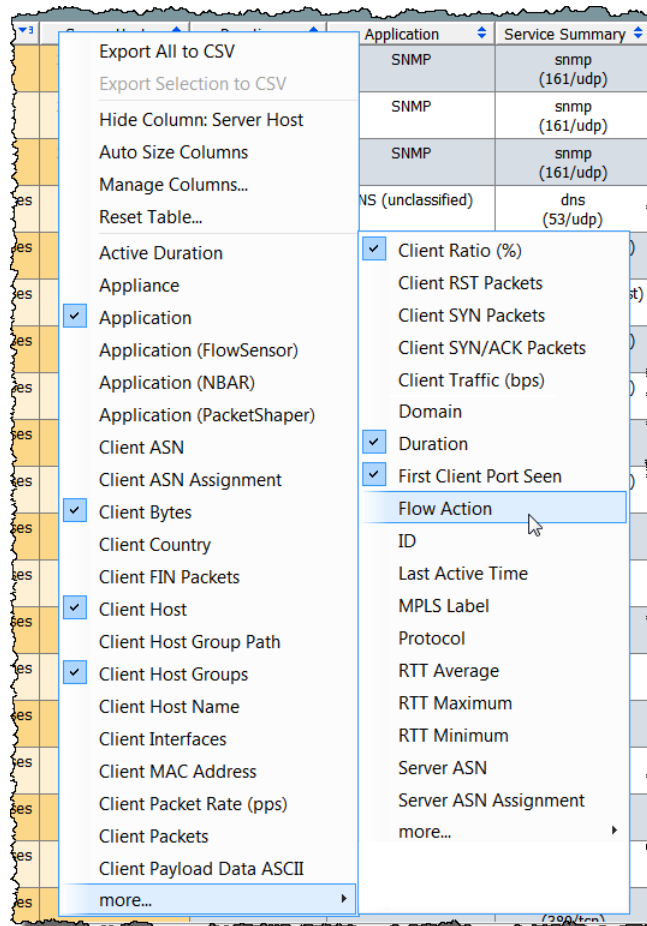 Application
Service Summary
SNMP
snmp
(161/udp)
SNMP
snmp
(161/udp)
SNMP
snmp
(161/udp)
NS (unclassified)
dns
(53/udp)
Export All to CSV
Export Selection to CSV
Hide Column: Server Host
Auto Size Columns
Manage Columns...
Reset Table...
Active Duration
Appliance
Application
Application (FlowSensor)
Application (NBAR)
Application (PacketShaper)
Client ASN
Client ASN Assignment
Client Bytes
Client Country
Client FIN Packets
Client Host
Client Host Group Path
Client Host Groups
Client Host Name
Client Interfaces
Client MAC Address
Client Packet Rate (pps)
Client Packets
Client Payload Data ASCII
more...
Client Ratio (%)
Client RST Packets
Client SYN Packets
Client SYN/ACK Packets
Client Traffic (bps)
Domain
Duration
First Client Port Seen
Flow Action
ID
Last Active Time
MPLS Label
Protocol
RTT Average
RTT Maximum
RTT Minimum
Server ASN
Server ASN Assignment
more...